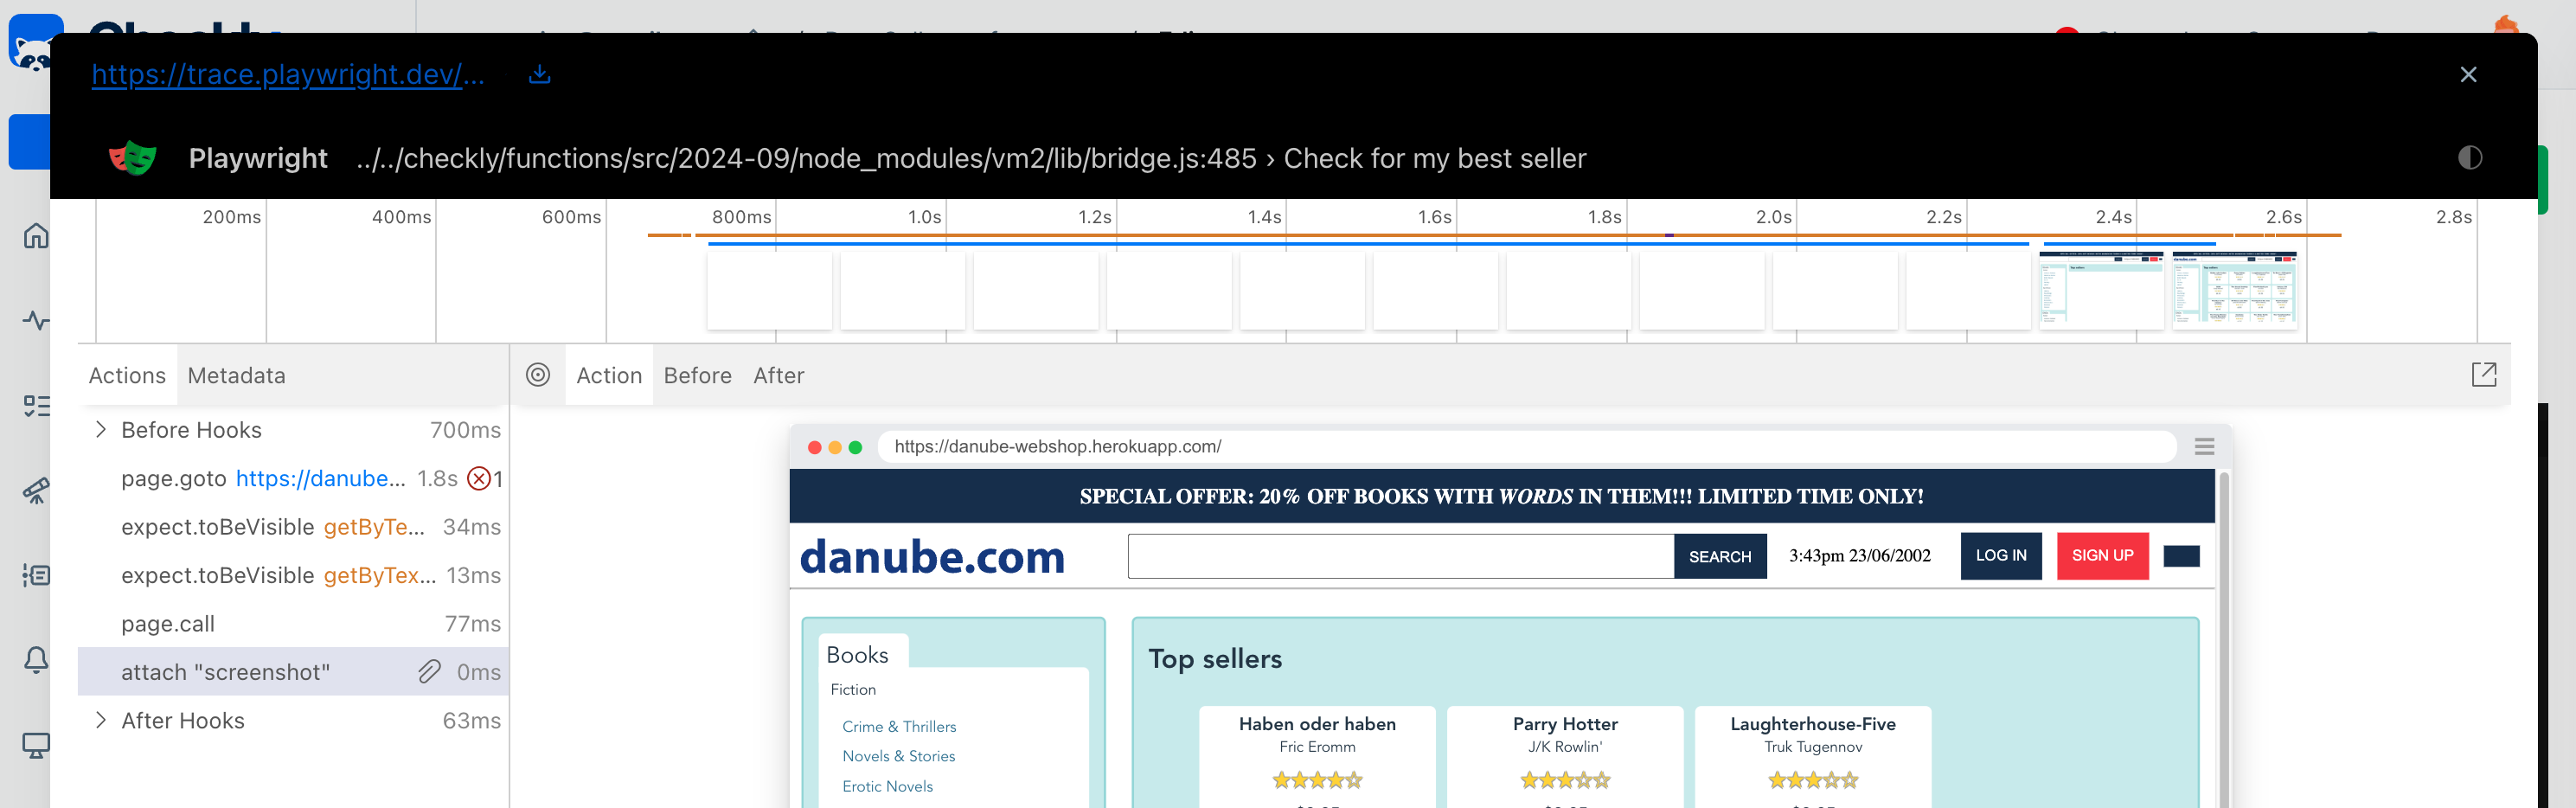 https://trace.playwright.dev/...
Playwright ../../checkly/functions/src/2024-09/node_modules/vm2/lib/bridge.js:485 › Check for my best seller
200ms 400ms 600ms 800ms 1.0s 1.2s 1.4s 1.6s 1.8s 2.0s 2.2s 2.4s 2.6s 2.8s
Actions Metadata
Action Before After
Before Hooks 700ms
page.goto https://danube... 1.8s 1
expect.toBeVisible getByTe... 34ms
expect.toBeVisible getByTex... 13ms
page.call 77ms
attach "screenshot" 0ms
After Hooks 63ms
https://danube-webshop.herokuapp.com/
SPECIAL OFFER: 20% OFF BOOKS WITH WORDS IN THEM!!! LIMITED TIME ONLY!
danube.com SEARCH 3:43pm 23/06/2002 LOG IN SIGN UP
Books
Fiction
Crime & Thrillers
Novels & Stories
Erotic Novels
Top sellers
Haben oder haben
Fric Eromm
Parry Hotter
J/K Rowlin'
Laughterhouse-Five
Truk Tugennov